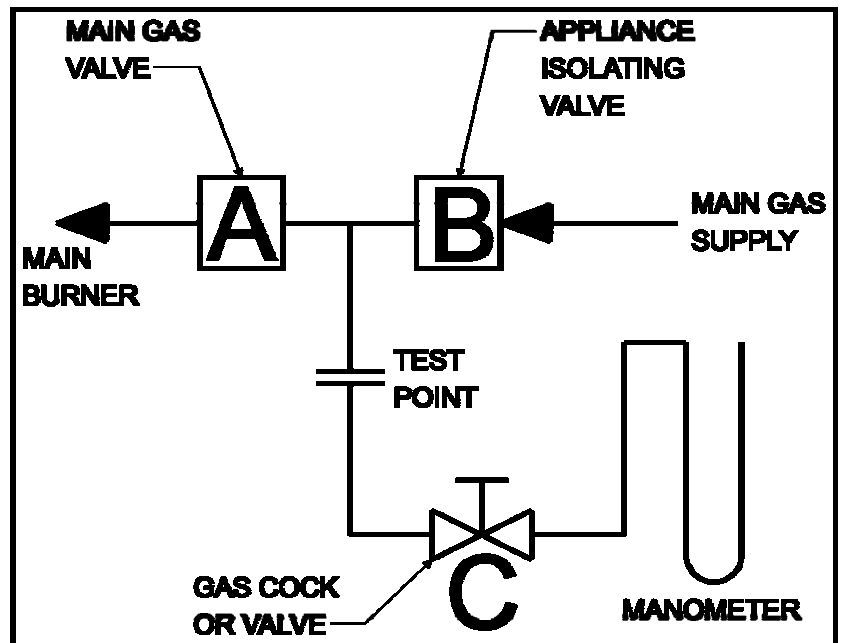 MAIN GAS
VALVE
APPLIANCE
ISOLATING
VALVE
A
B
MAIN GAS
SUPPLY
MAIN
BURNER
TEST
POINT
C
GAS COCK
OR VALVE
MANOMETER